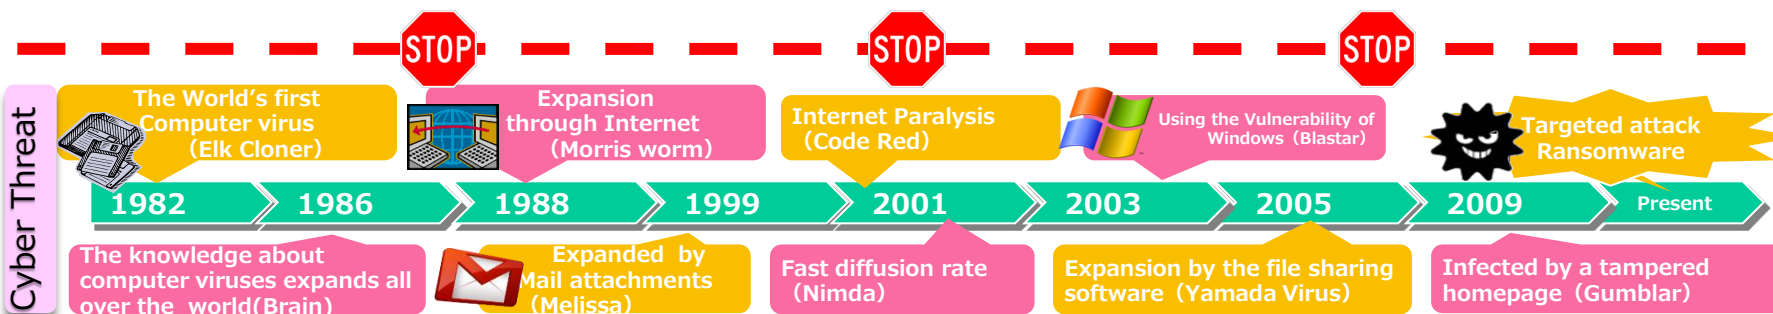 STOP STOP STOP
Cyber Threat
The World's first
Computer virus
（Elk Cloner）
Expansion
through Internet
（Morris worm）
Internet Paralysis
（Code Red）
Using the Vulnerability of
Windows（Blastar）
Targeted attack
Ransomware
1982 1986 1988 1999 2001 2003 2005 2009 Present
The knowledge about
computer viruses expands all
over the world(Brain)
Expanded by
Mail attachments
（Melissa）
Fast diffusion rate
（Nimda）
Expansion by the file sharing
software（Yamada Virus）
Infected by a tampered
homepage（Gumblar）